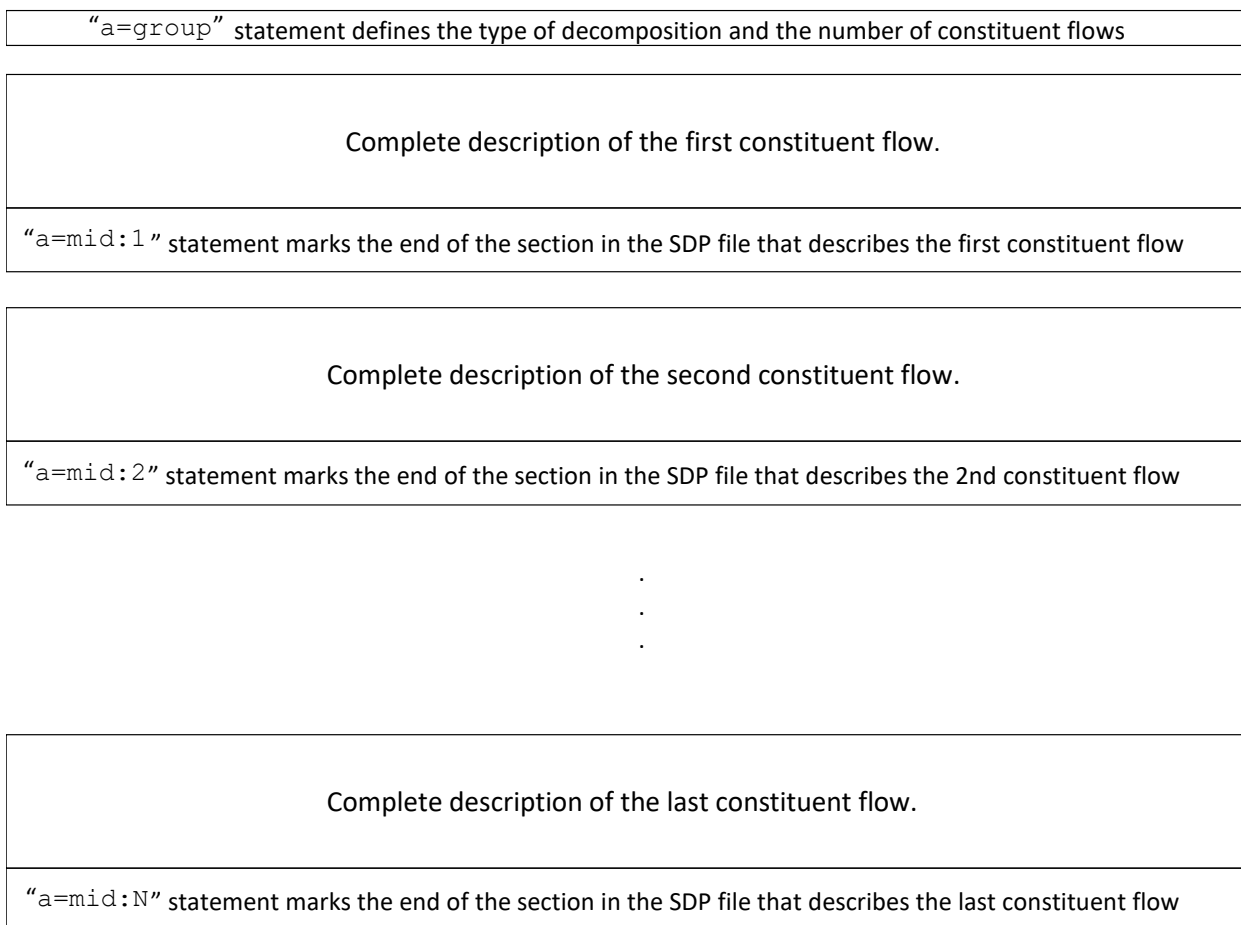 “a=group” statement defines the type of decomposition and the number of constituent flows
Complete description of the first constituent flow.
“a=mid:1” statement marks the end of the section in the SDP file that describes the first constituent flow
Complete description of the second constituent flow.
“a=mid:2” statement marks the end of the section in the SDP file that describes the 2nd constituent flow
.
.
.
Complete description of the last constituent flow.
“a=mid:N” statement marks the end of the section in the SDP file that describes the last constituent flow